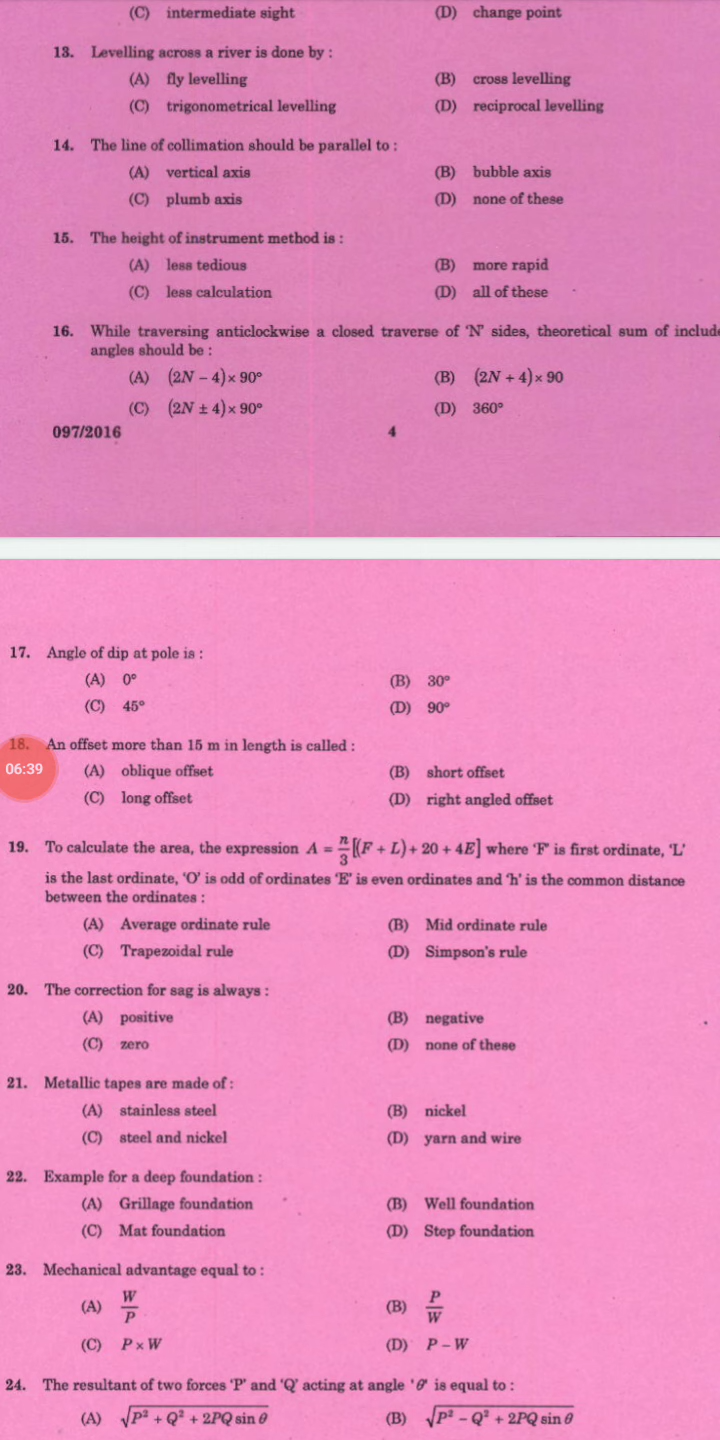 (C) intermediate sight (D) change point
13. Levelling across a river is done by :
(A) fly levelling (B) cross levelling
(C) trigonometrical levelling (D) reciprocal levelling
14. The line of collimation should be parallel to :
(A) vertical axis (B) bubble axis
(C) plumb axis (D) none of these
15. The height of instrument method is :
(A) less tedious (B) more rapid
(C) less calculation (D) all of these
16. While traversing anticlockwise a closed traverse of 'N' sides, theoretical sum of include
angles should be :
(A) (2N – 4) × 90° (B) (2N + 4) × 90
(C) (2N ± 4) × 90° (D) 360°
097/2016 4
17. Angle of dip at pole is :
(A) 0° (B) 30°
(C) 45° (D) 90°
18. An offset more than 15 m in length is called :
06:39
(A) oblique offset (B) short offset
(C) long offset (D) right angled offset
19. To calculate the area, the expression A = n/3 [(F + L) + 20 + 4E] where 'F' is first ordinate, 'L'
is the last ordinate, 'O' is odd of ordinates 'E' is even ordinates and 'h' is the common distance
between the ordinates :
(A) Average ordinate rule (B) Mid ordinate rule
(C) Trapezoidal rule (D) Simpson's rule
20. The correction for sag is always :
(A) positive (B) negative
(C) zero (D) none of these
21. Metallic tapes are made of :
(A) stainless steel (B) nickel
(C) steel and nickel (D) yarn and wire
22. Example for a deep foundation :
(A) Grillage foundation (B) Well foundation
(C) Mat foundation (D) Step foundation
23. Mechanical advantage equal to :
(A) W/P (B) P/W
(C) P × W (D) P – W
24. The resultant of two forces 'P' and 'Q' acting at angle 'θ' is equal to :
(A) √(P² + Q² + 2PQ sin θ) (B) √(P² – Q² + 2PQ sin θ)